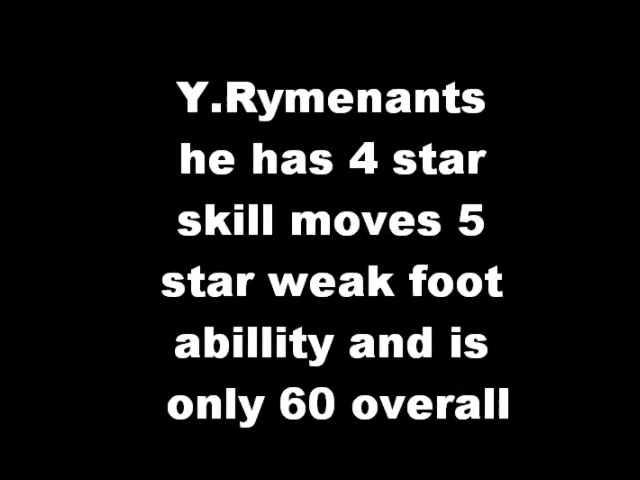 Y.Rymenants
he has 4 star
skill moves 5
star weak foot
abillity and is
only 60 overall